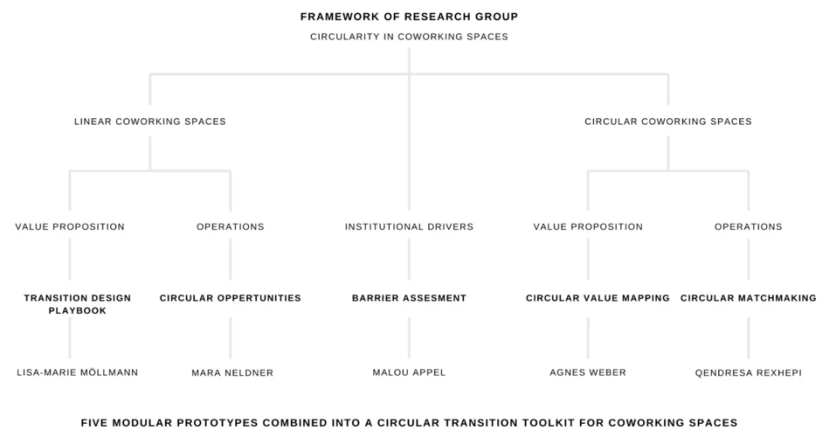 FRAMEWORK OF RESEARCH GROUP
CIRCULARITY IN COWORKING SPACES
LINEAR COWORKING SPACES
CIRCULAR COWORKING SPACES
VALUE PROPOSITION
OPERATIONS
INSTITUTIONAL DRIVERS
VALUE PROPOSITION
OPERATIONS
TRANSITION DESIGN
PLAYBOOK
CIRCULAR OPPERTUNITIES
BARRIER ASSESMENT
CIRCULAR VALUE MAPPING
CIRCULAR MATCHMAKING
LISA-MARIE MÖLLMANN
MARA NELDNER
MALOU APPEL
AGNES WEBER
QENDRESA REXHEPI
FIVE MODULAR PROTOTYPES COMBINED INTO A CIRCULAR TRANSITION TOOLKIT FOR COWORKING SPACES